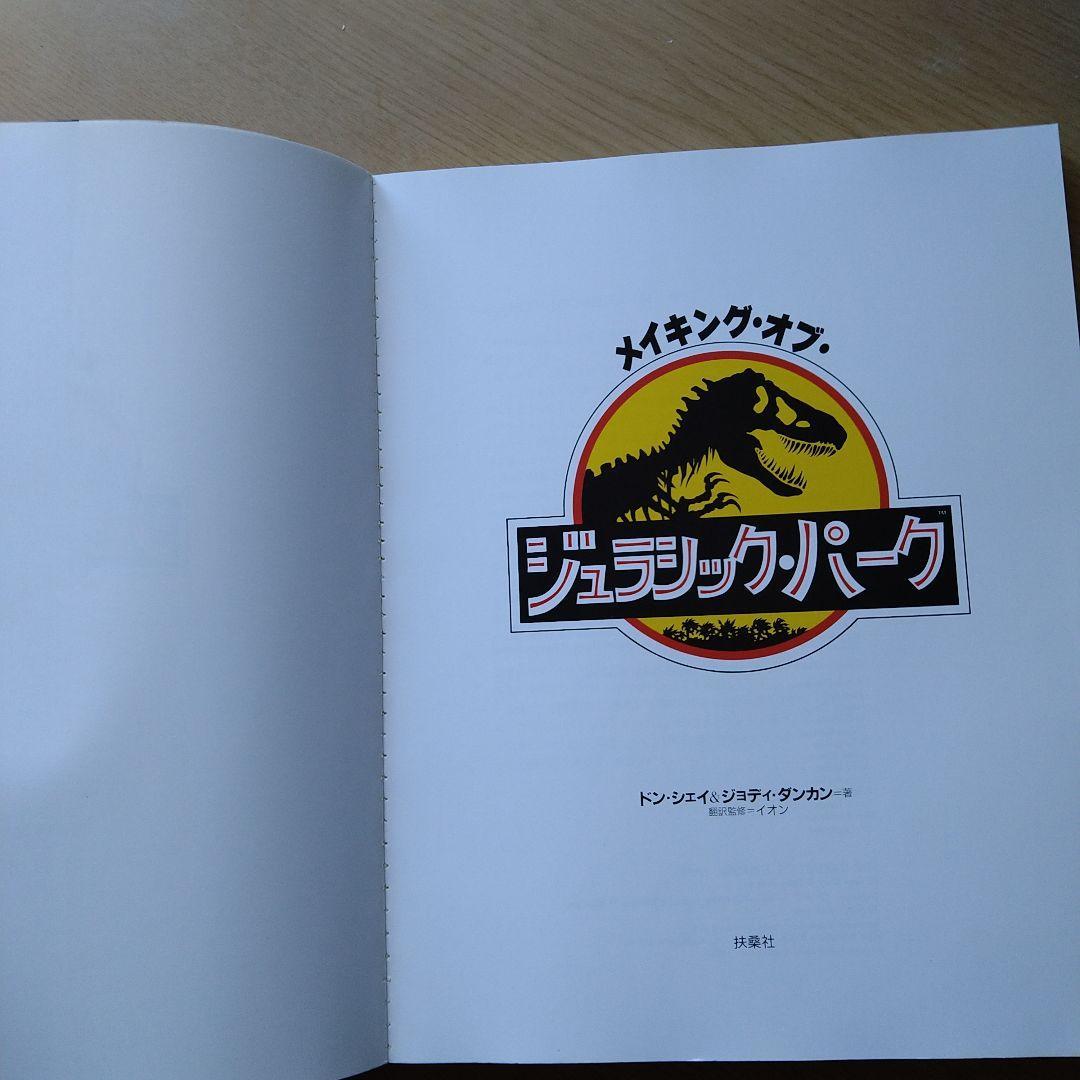 メイキング・オブ・
ジュラシック・パーク™
ドン・シェイ&ジョディ・ダンカン=著
翻訳監修=イオン
扶桑社